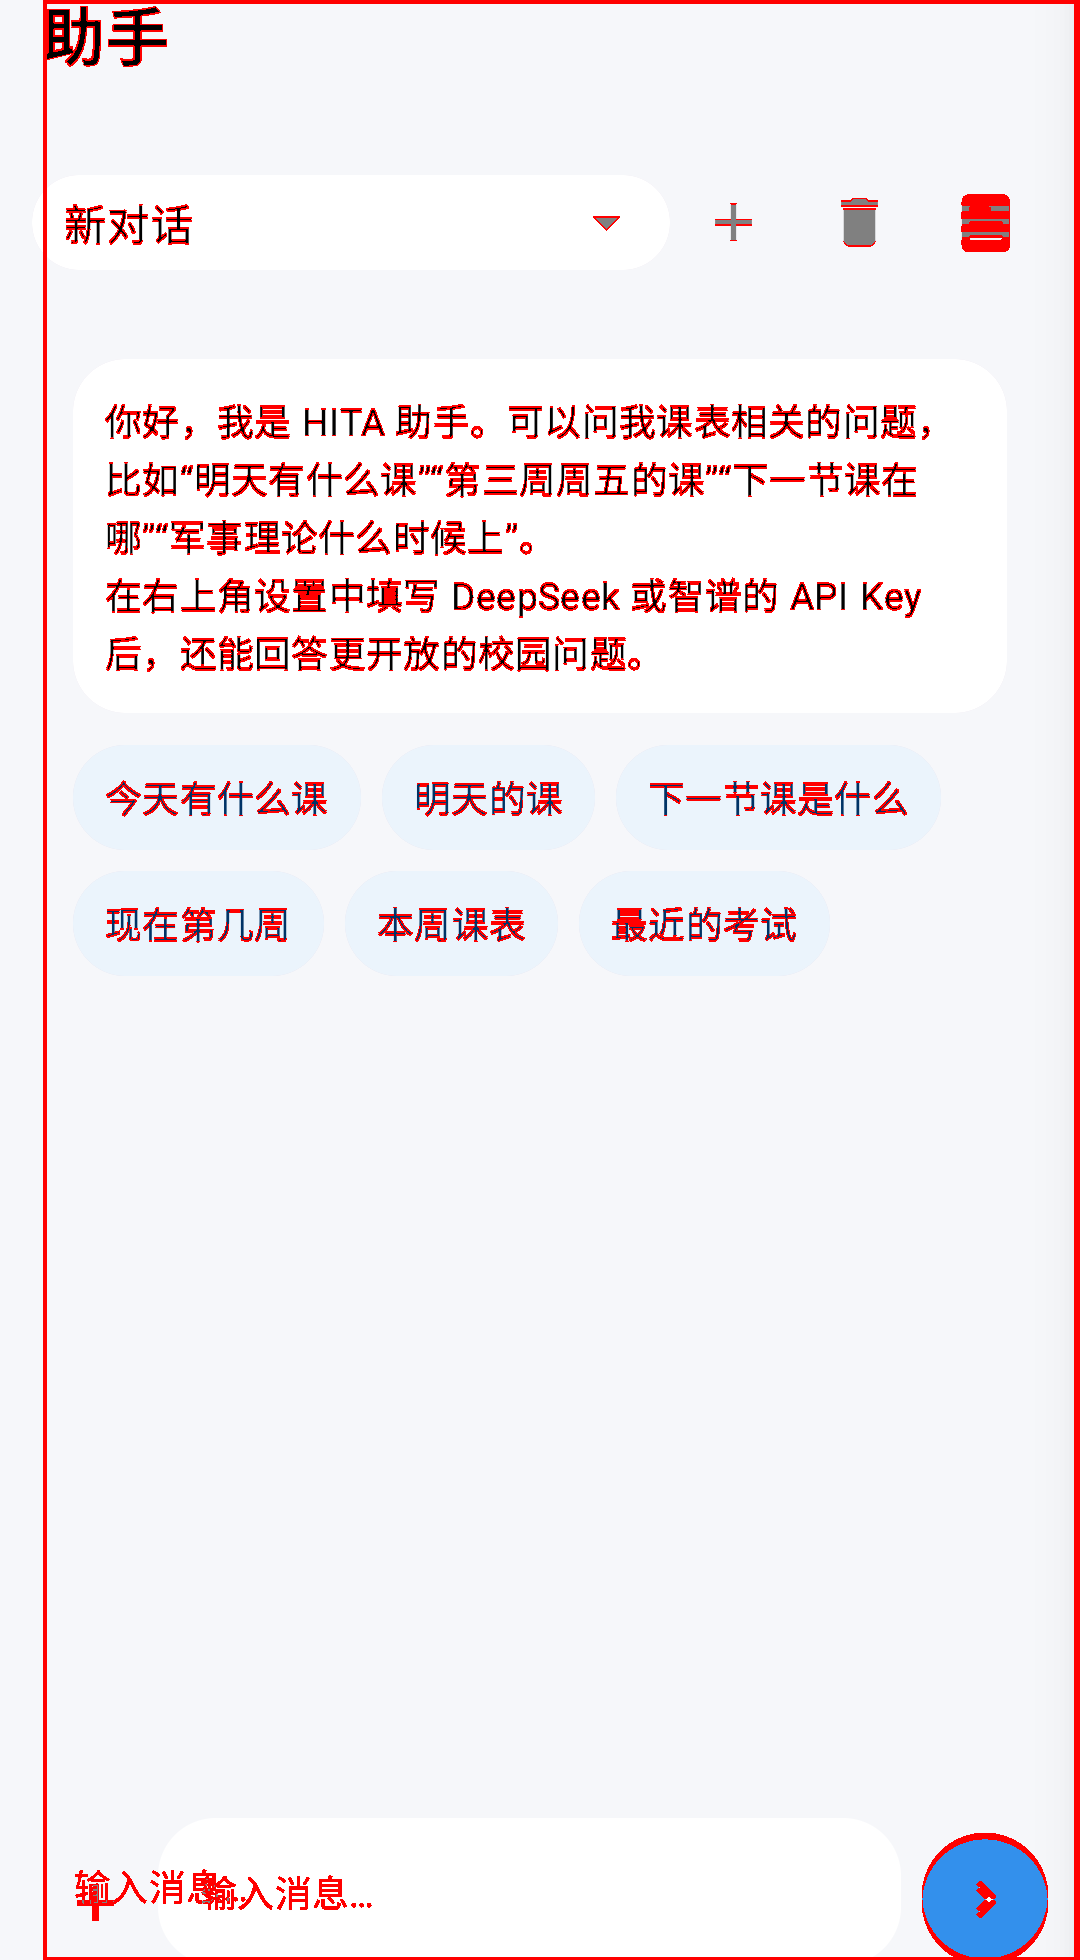 助手
新对话
你好，我是 HITA 助手。可以问我课表相关的问题，
比如“明天有什么课”“第三周周五的课”“下一节课在
哪”“军事理论什么时候上”。
在右上角设置中填写 DeepSeek 或智谱的 API Key
后，还能回答更开放的校园问题。
今天有什么课
明天的课
下一节课是什么
现在第几周
本周课表
最近的考试
输入消息...
输入消息...